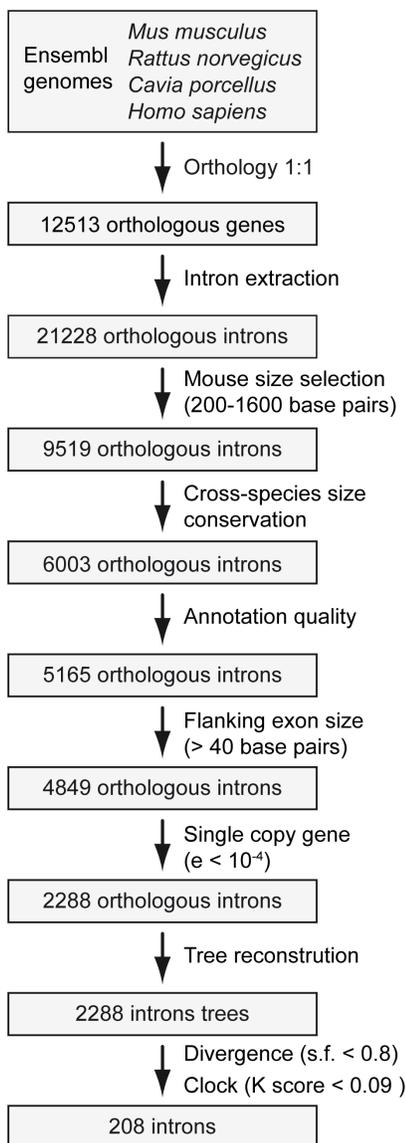 Ensembl
genomes
Mus musculus
Rattus norvegicus
Cavia porcellus
Homo sapiens
Orthology 1:1
12513 orthologous genes
Intron extraction
21228 orthologous introns
Mouse size selection
(200-1600 base pairs)
9519 orthologous introns
Cross-species size
conservation
6003 orthologous introns
Annotation quality
5165 orthologous introns
Flanking exon size
(> 40 base pairs)
4849 orthologous introns
Single copy gene
(e < 10⁻⁴)
2288 orthologous introns
Tree reconstrution
2288 introns trees
Divergence (s.f. < 0.8)
Clock (K score < 0.09 )
208 introns